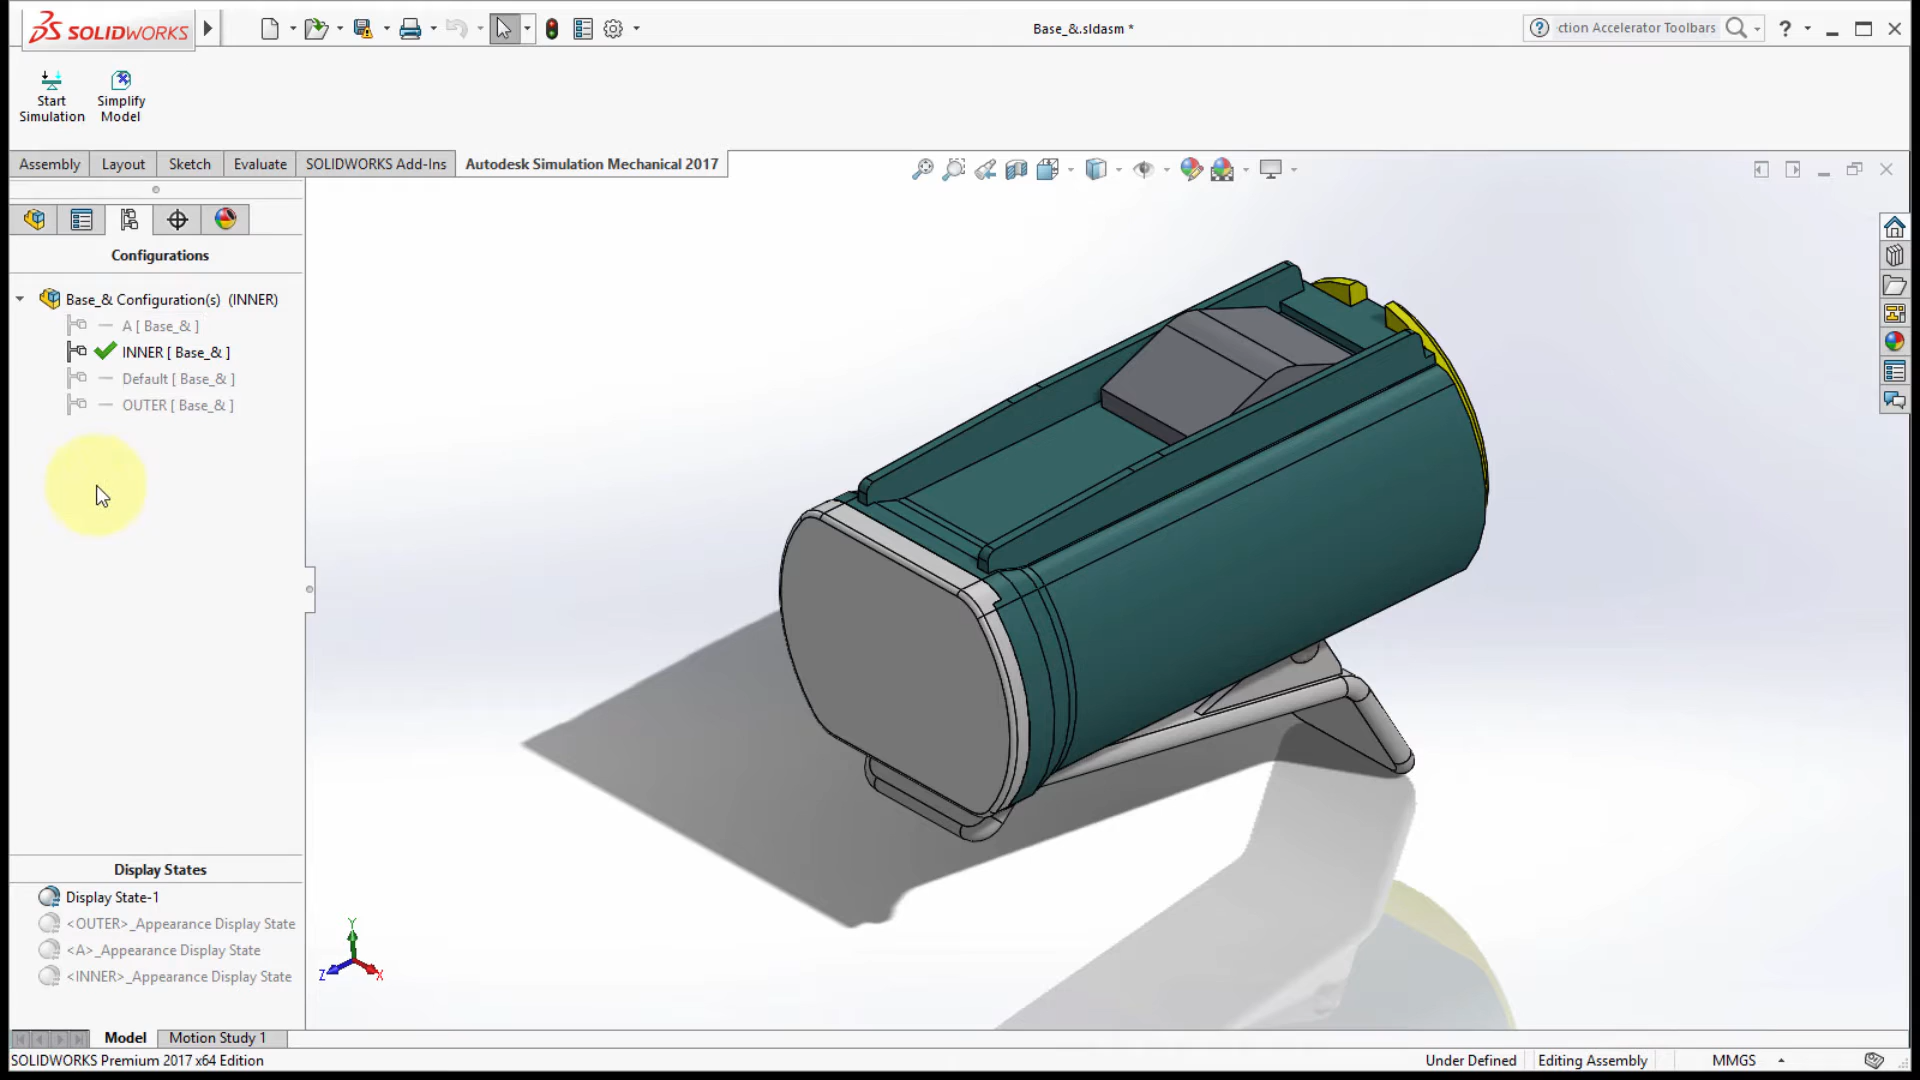 SOLIDWORKS
Base_&.sldasm *
ction Accelerator Toolbars
Start
Simulation
Simplify
Model
Assembly
Layout
Sketch
Evaluate
SOLIDWORKS Add-Ins
Autodesk Simulation Mechanical 2017
Configurations
Base_& Configuration(s) (INNER)
A [ Base_& ]
INNER [ Base_& ]
Default [ Base_& ]
OUTER [ Base_& ]
Display States
Display State-1
<OUTER>_Appearance Display State
<A>_Appearance Display State
<INNER>_Appearance Display State
Y
Z
X
Model
Motion Study 1
SOLIDWORKS Premium 2017 x64 Edition
Under Defined
Editing Assembly
MMGS